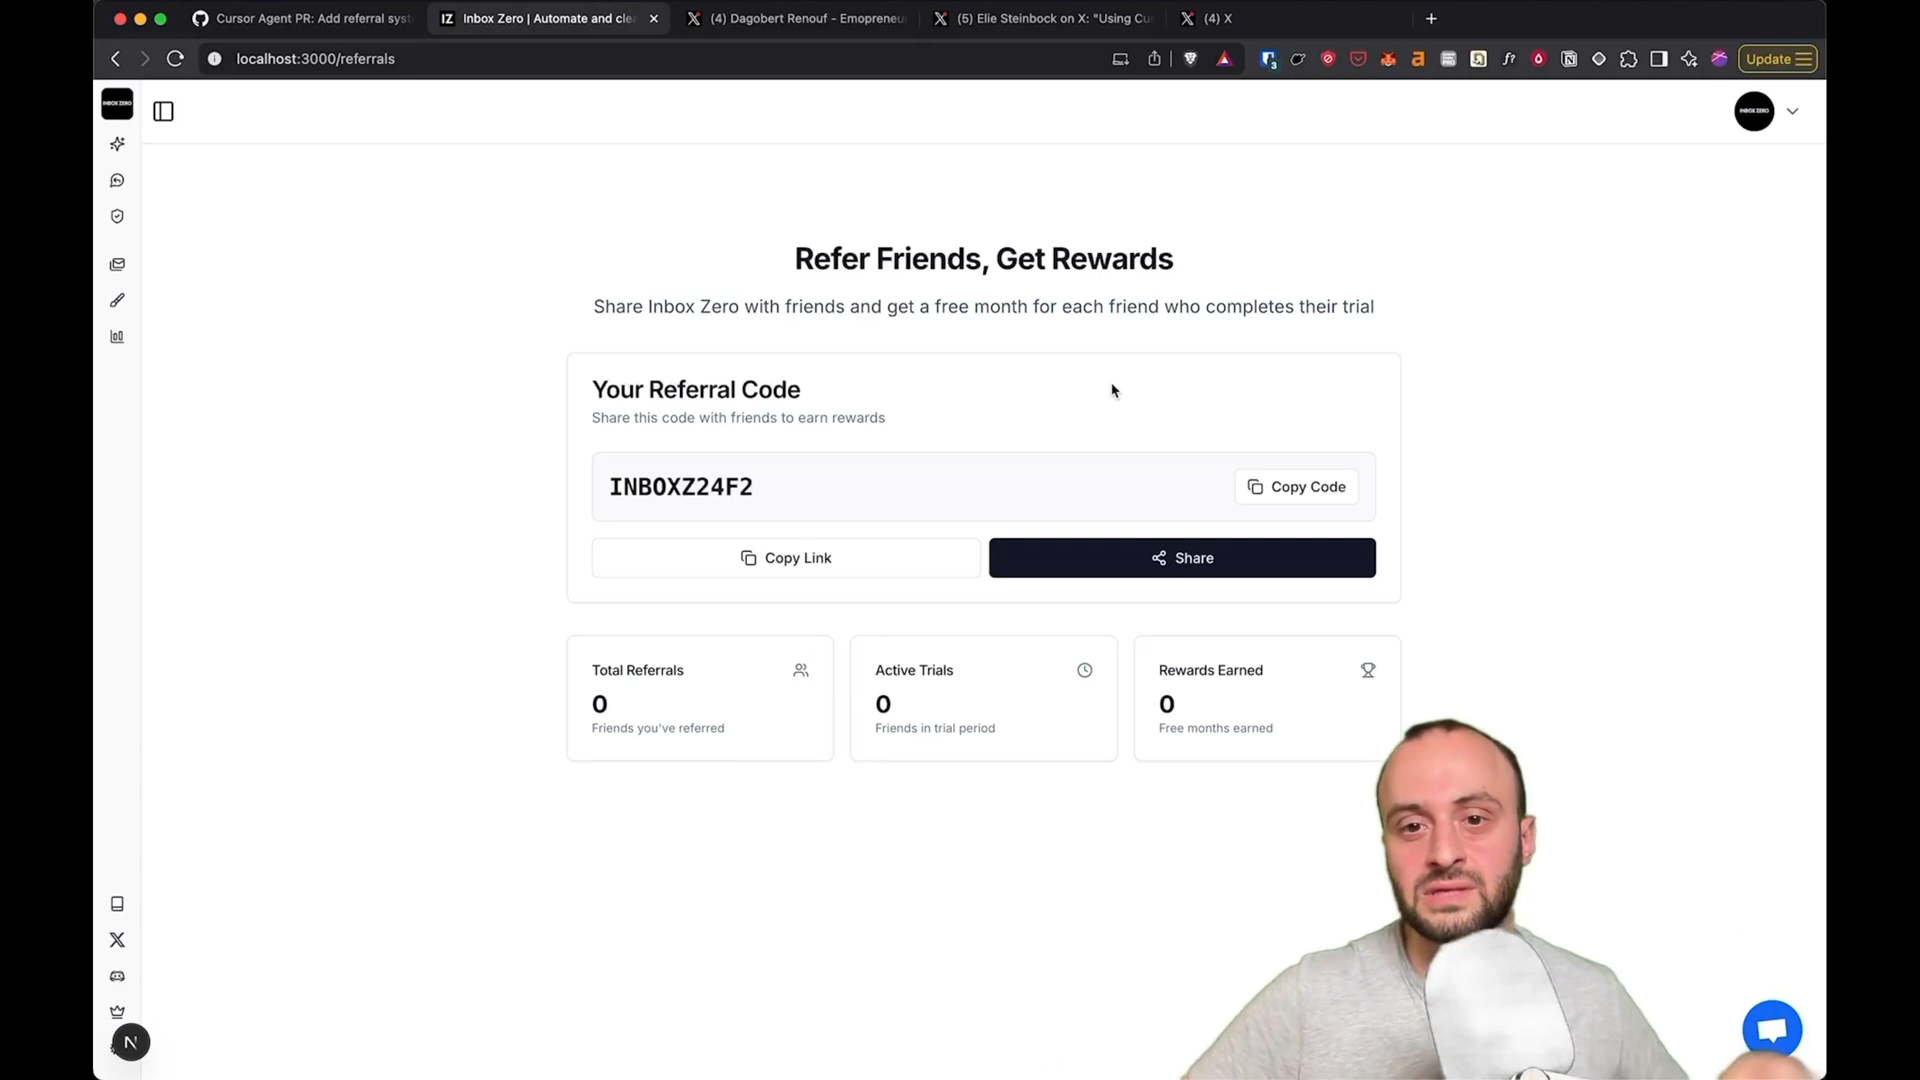 Cursor Agent PR: Add referral syst
Inbox Zero | Automate and cle
(4) Dagobert Renouf - Emopreneu
(5) Elie Steinbock on X: "Using Cu
(4) X
localhost:3000/referrals
Update
INBOX ZERO
INBOX ZERO
Refer Friends, Get Rewards
Share Inbox Zero with friends and get a free month for each friend who completes their trial
Your Referral Code
Share this code with friends to earn rewards
INBOXZ24F2
Copy Code
Copy Link
Share
Total Referrals
0
Friends you've referred
Active Trials
0
Friends in trial period
Rewards Earned
0
Free months earned
N